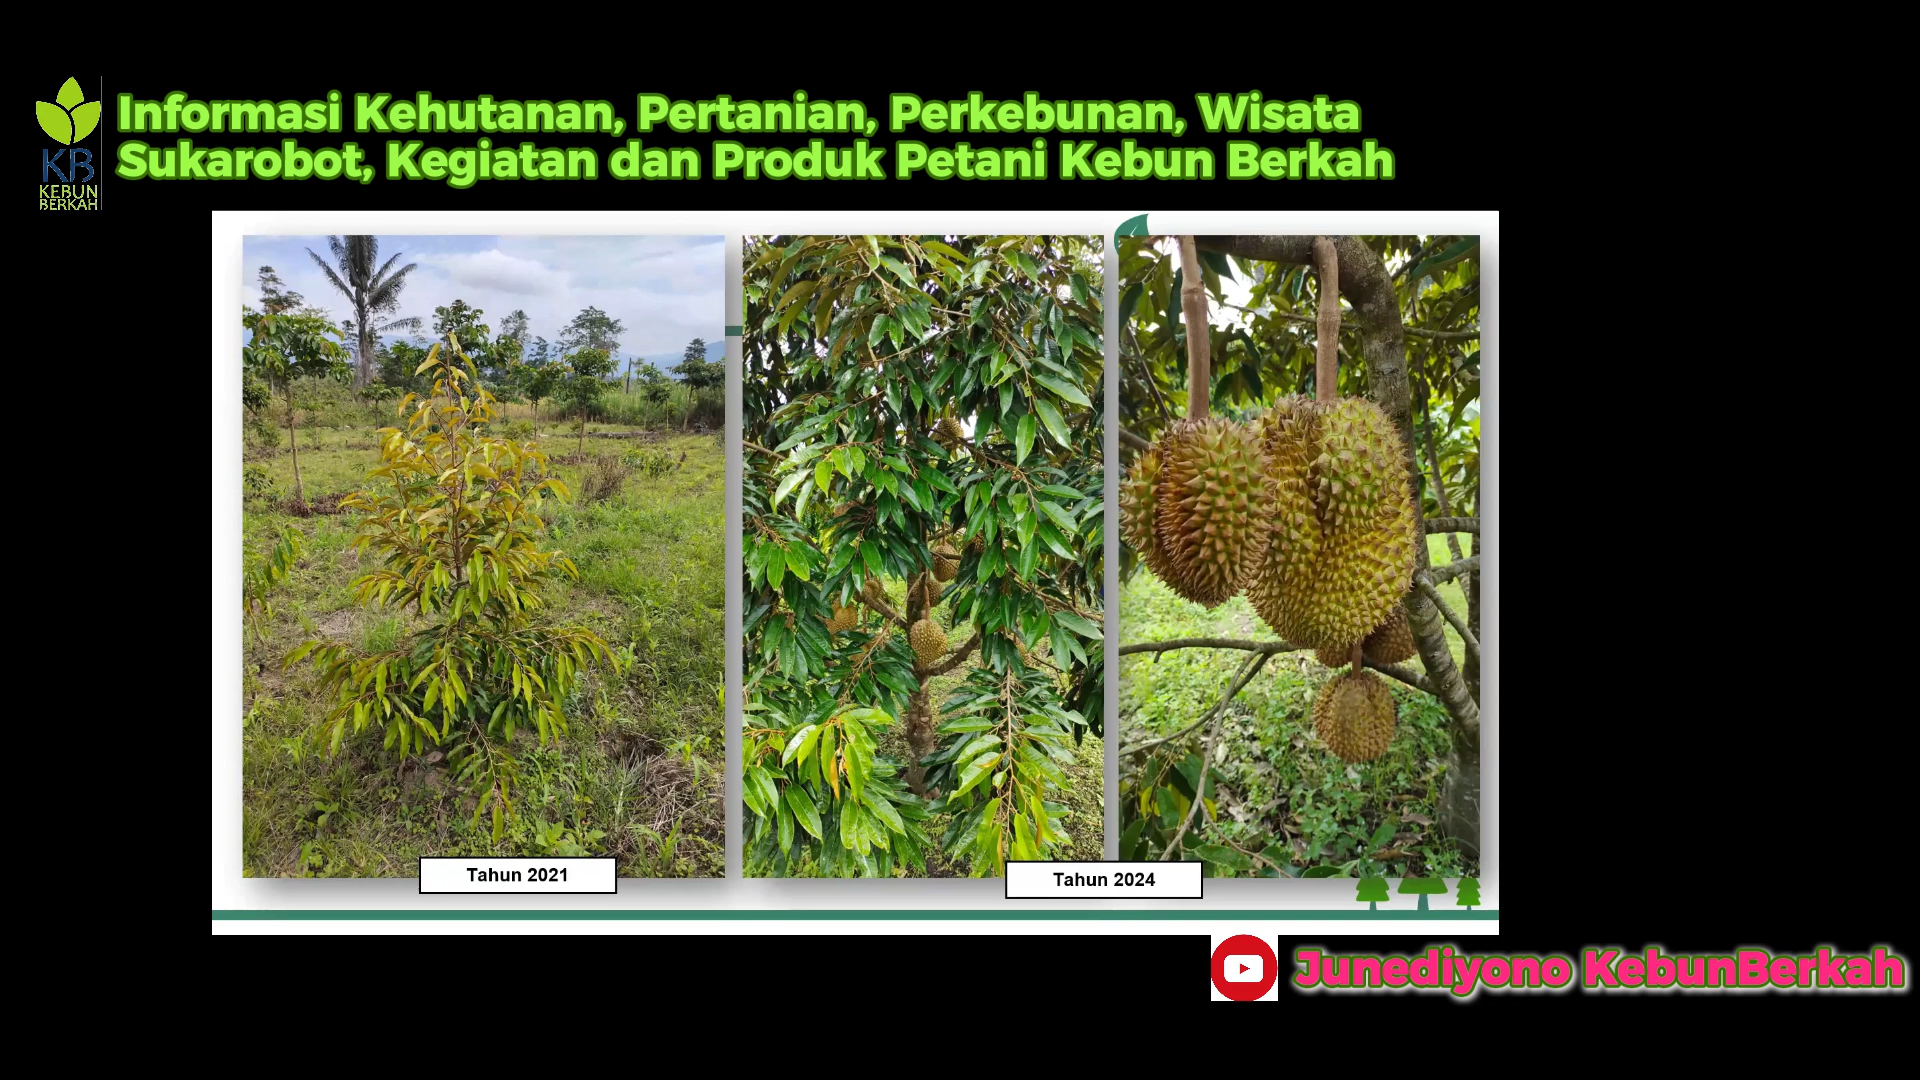 KB
KEBUN
BERKAH
Informasi Kehutanan, Pertanian, Perkebunan, Wisata
Sukarobot, Kegiatan dan Produk Petani Kebun Berkah
Tahun 2021
Tahun 2024
Junediyono KebunBerkah